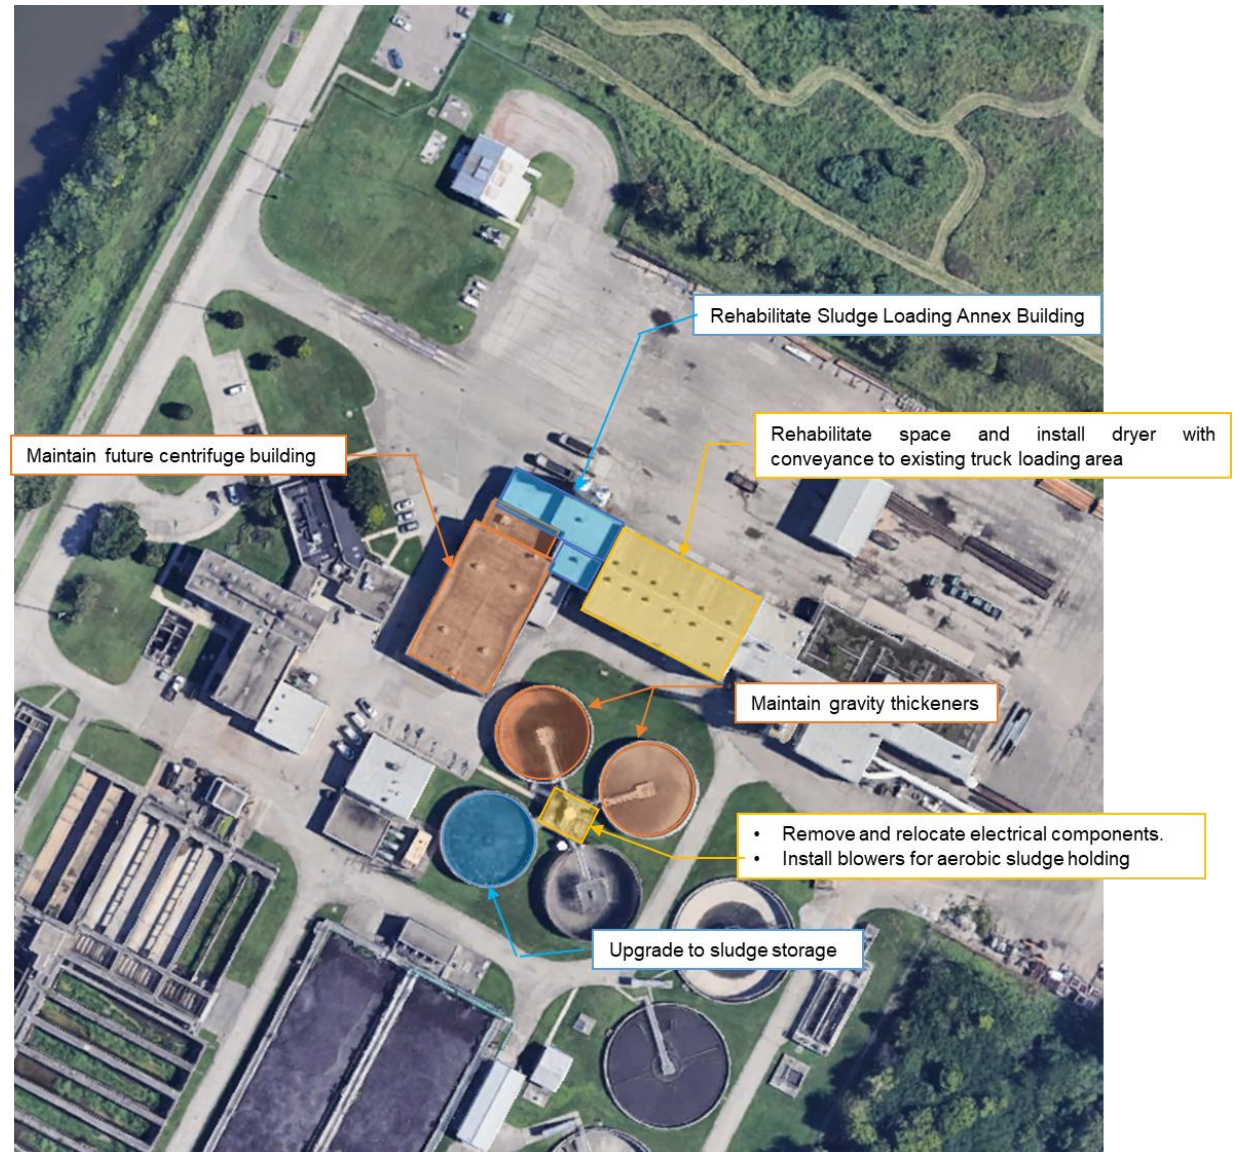 Rehabilitate Sludge Loading Annex Building
Rehabilitate space and install dryer with
conveyance to existing truck loading area
Maintain future centrifuge building
Maintain gravity thickeners
• Remove and relocate electrical components.
• Install blowers for aerobic sludge holding
Upgrade to sludge storage